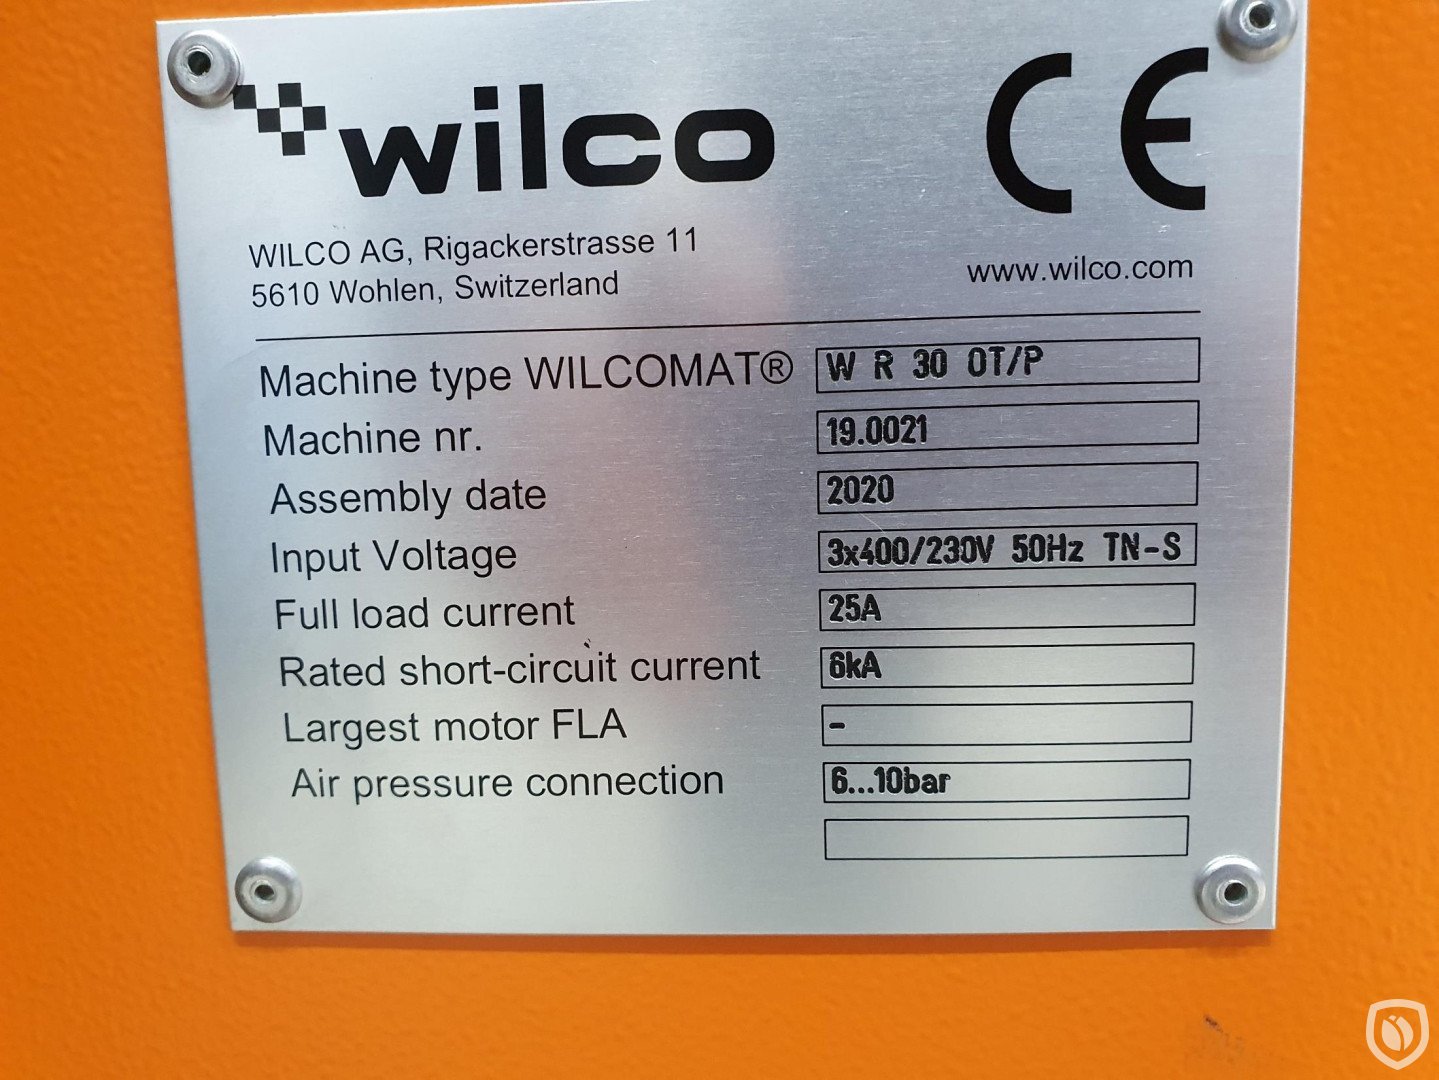 wilco
CE
WILCO AG, Rigackerstrasse 11
5610 Wohlen, Switzerland
www.wilco.com
Machine type WILCOMAT® W R 30 OT/P
Machine nr. 19.0021
Assembly date 2020
Input Voltage 3x400/230V 50Hz TN-S
Full load current 25A
Rated short-circuit current 6kA
Largest motor FLA -
Air pressure connection 6...10bar